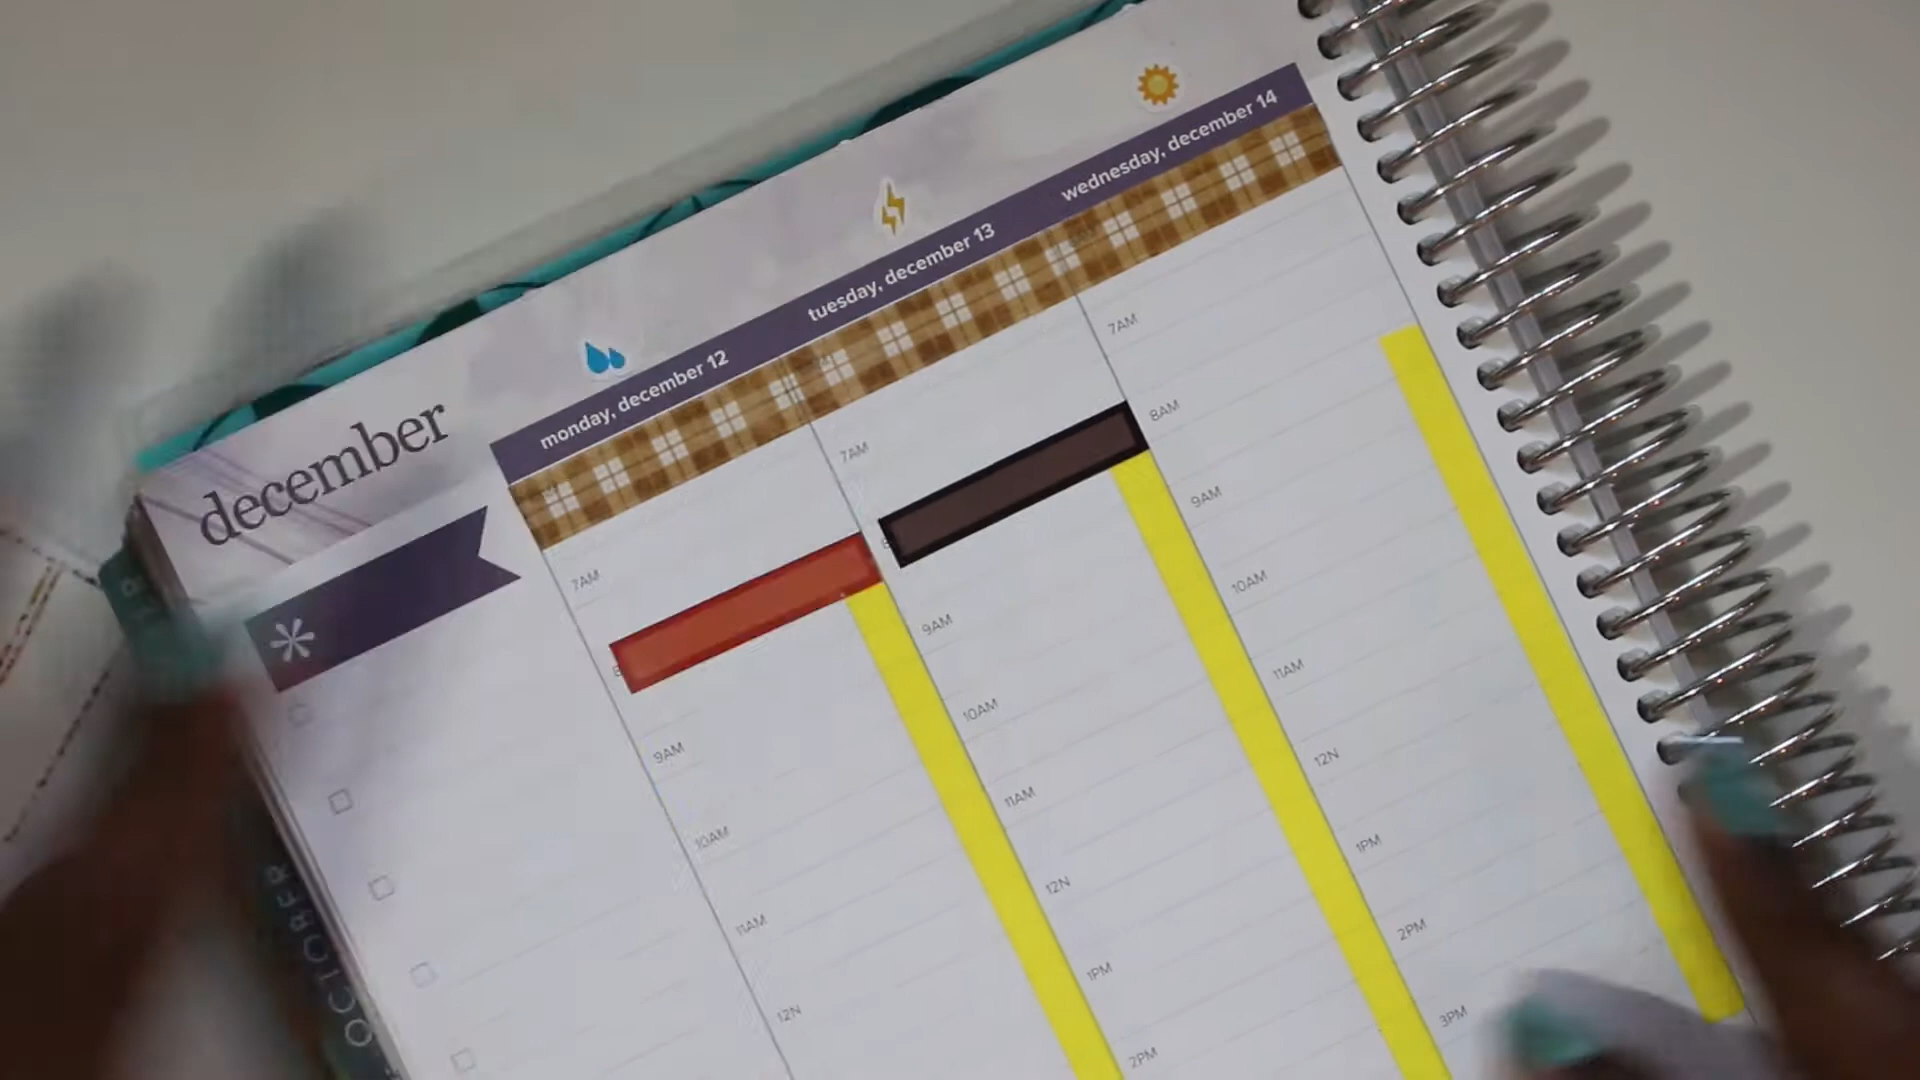 december
monday, december 12
tuesday, december 13
wednesday, december 14
*
7AM
9AM
10AM
11AM
12N
7AM
9AM
10AM
11AM
12N
1PM
2PM
7AM
8AM
9AM
10AM
11AM
12N
1PM
2PM
3PM
OCTOBER